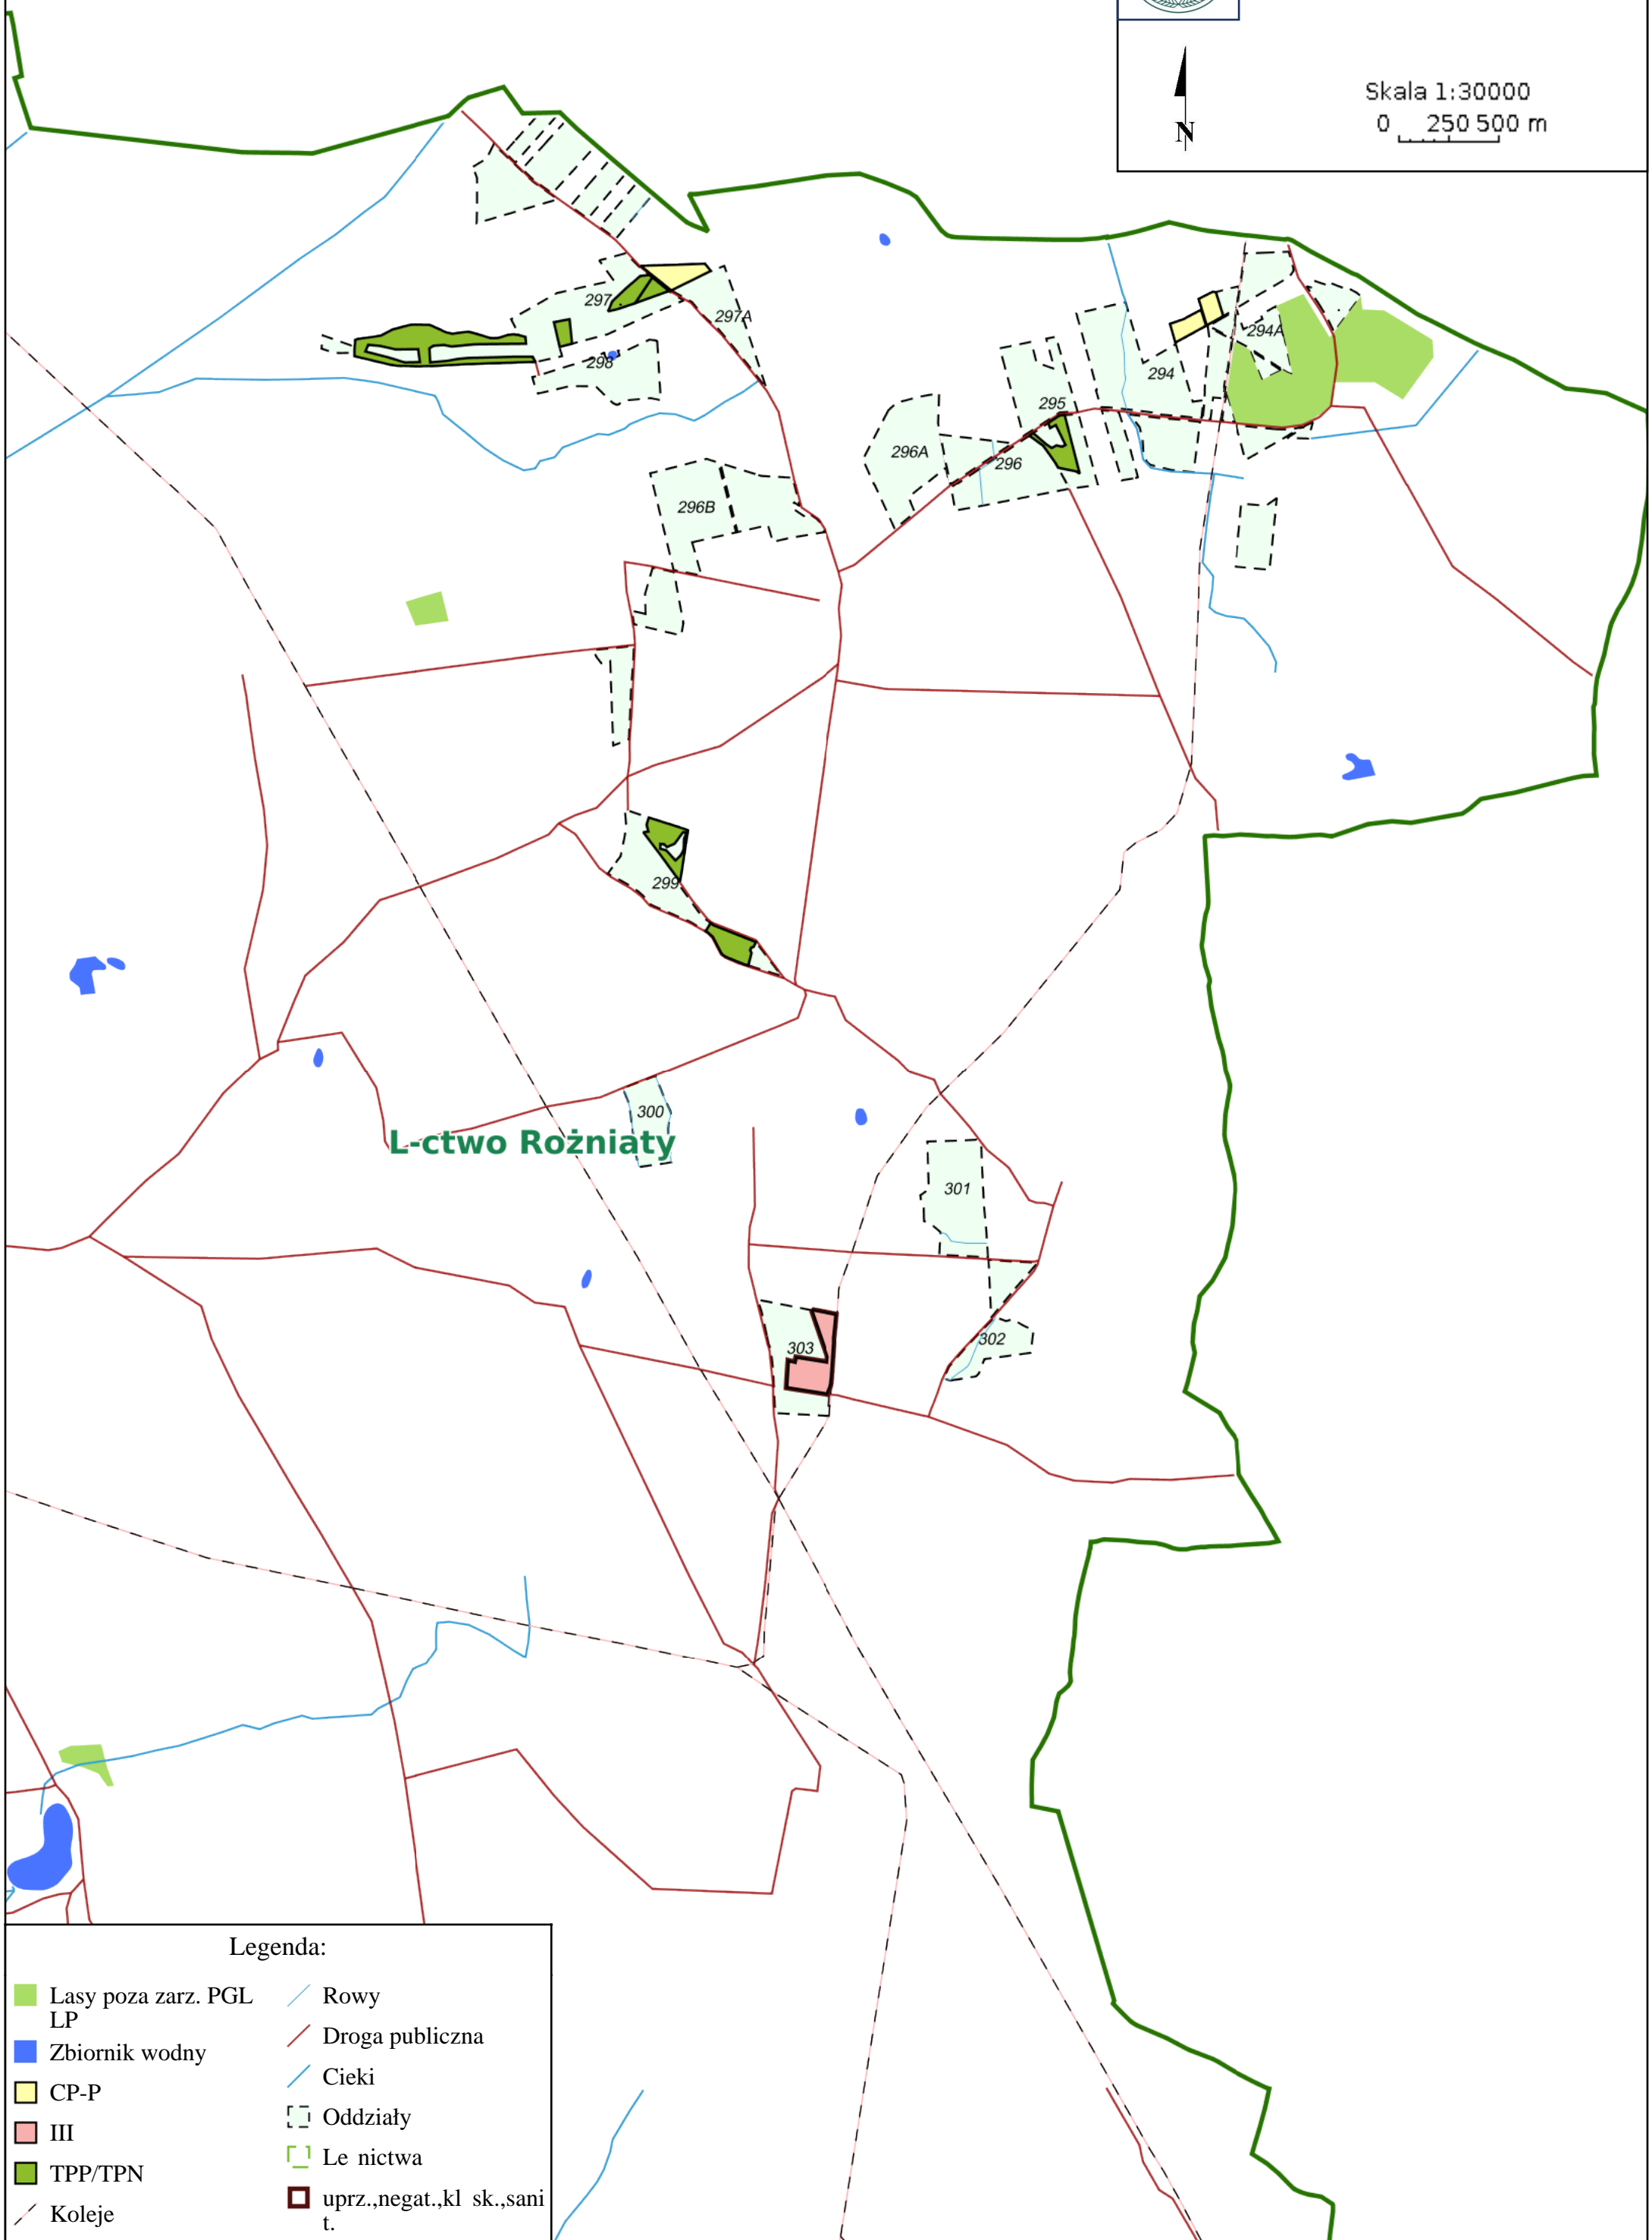 Skala 1:30000
0 250 500 m
N
297
297A
298
294A
294
295
296A
296
296B
299
300
L-ctwo Rożniaty
301
302
303
Legenda:
Lasy poza zarz. PGL
LP
Zbiornik wodny
CP-P
III
TPP/TPN
Koleje
Rowy
Droga publiczna
Cieki
Oddziały
Le nictwa
uprz.,negat.,kl sk.,sani
t.